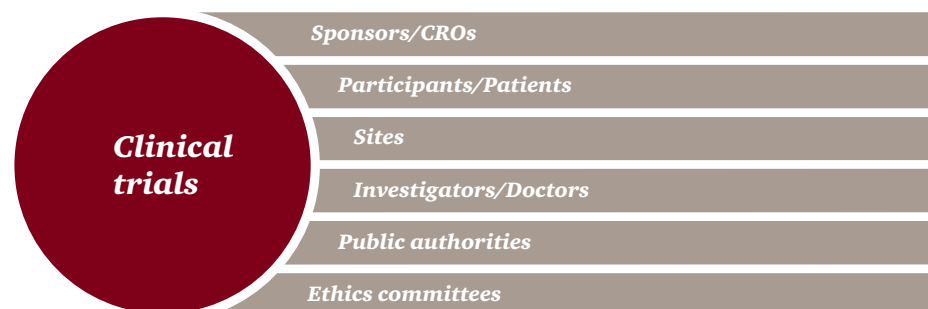 Clinical
trials
Sponsors/CROs
Participants/Patients
Sites
Investigators/Doctors
Public authorities
Ethics committees